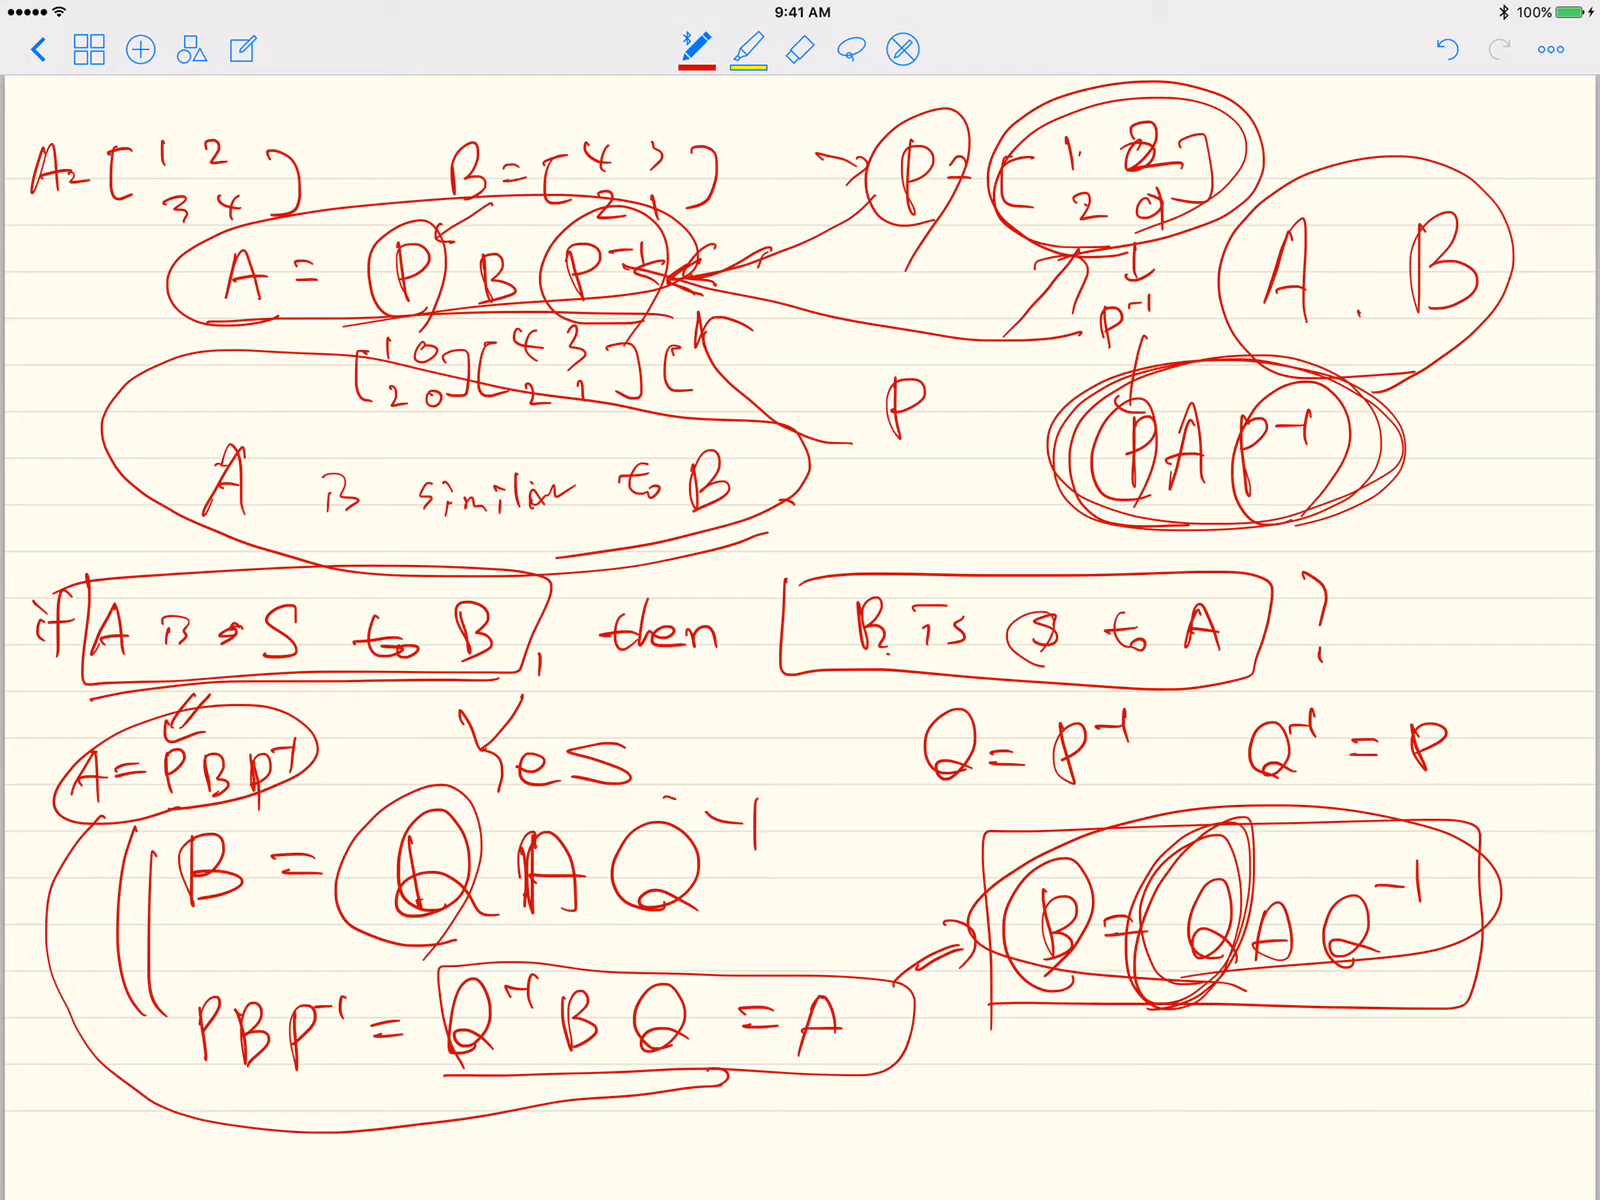 9:41 AM
100%
A = [ 1 2 ] B = [ 4 3 ] P = [ 1 ]
3 4 2 1 2 0
A = P B P⁻¹
P⁻¹
A . B
[ 1 0 ] [ 4 3 ] [
2 0 2 1
P
P A P⁻¹
A is similar to B
if A is S to B, then B is S to A ?
A = P B P⁻¹ Yes Q = P⁻¹ Q⁻¹ = P
B = Q A Q⁻¹
B = Q A Q⁻¹
P B P⁻¹ = Q⁻¹ B Q = A